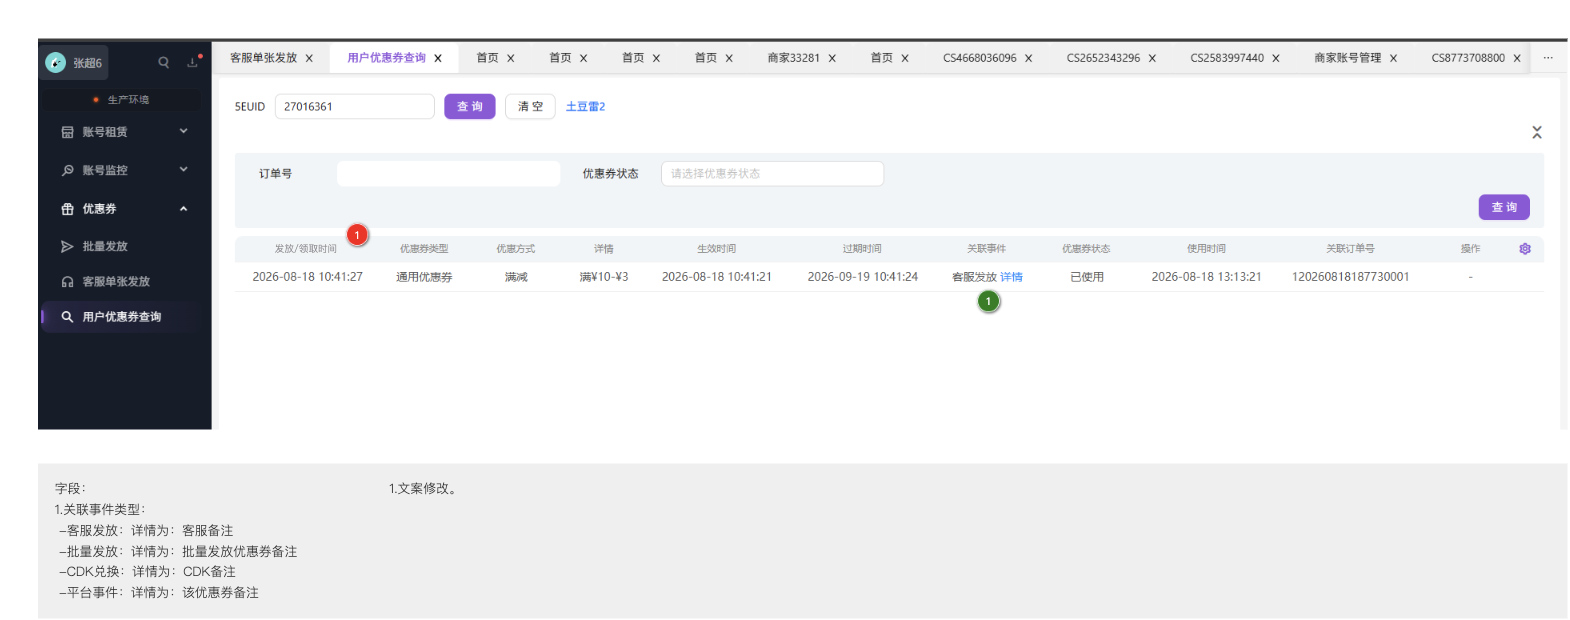 张超6
生产环境
账号租赁
账号监控
优惠券
批量发放
客服单张发放
用户优惠券查询
客服单张发放 X 用户优惠券查询 X 首页 X 首页 X 首页 X 首页 X 商家33281 X 首页 X CS4668036096 X CS2652343296 X CS2583997440 X 商家账号管理 X CS8773708800 X ···
5EUID 27016361 查 询 清 空 土豆雷2
订单号 优惠券状态 请选择优惠券状态
查 询
发放/领取时间 1 优惠券类型 优惠方式 详情 生效时间 过期时间 关联事件 优惠券状态 使用时间 关联订单号 操作
2026-08-18 10:41:27 通用优惠券 满减 满¥10-¥3 2026-08-18 10:41:21 2026-09-19 10:41:24 客服发放 详情 已使用 2026-08-18 13:13:21 120260818187730001 -
1
字段：
1.关联事件类型：
–客服发放：详情为：客服备注
–批量发放：详情为：批量发放优惠券备注
–CDK兑换：详情为：CDK备注
–平台事件：详情为：该优惠券备注
1.文案修改。